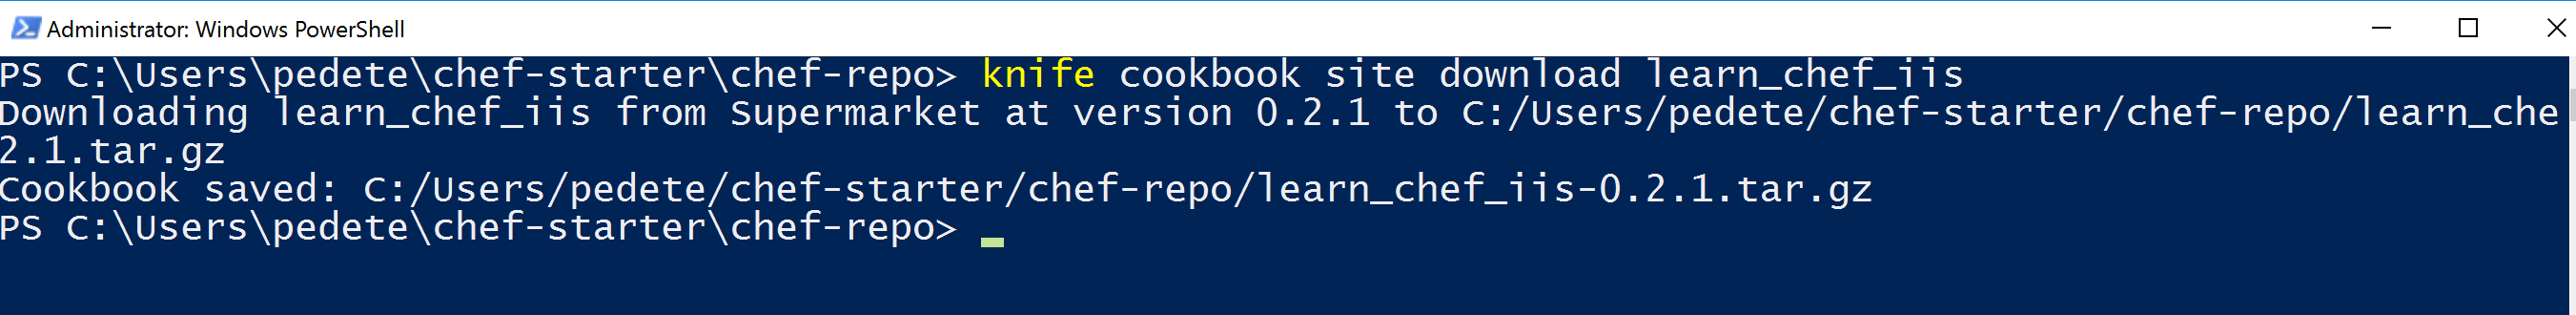 Administrator: Windows PowerShell
PS C:\Users\pedete\chef-starter\chef-repo> knife cookbook site download learn_chef_iis
Downloading learn_chef_iis from Supermarket at version 0.2.1 to C:/Users/pedete/chef-starter/chef-repo/learn_che
2.1.tar.gz
Cookbook saved: C:/Users/pedete/chef-starter/chef-repo/learn_chef_iis-0.2.1.tar.gz
PS C:\Users\pedete\chef-starter\chef-repo>